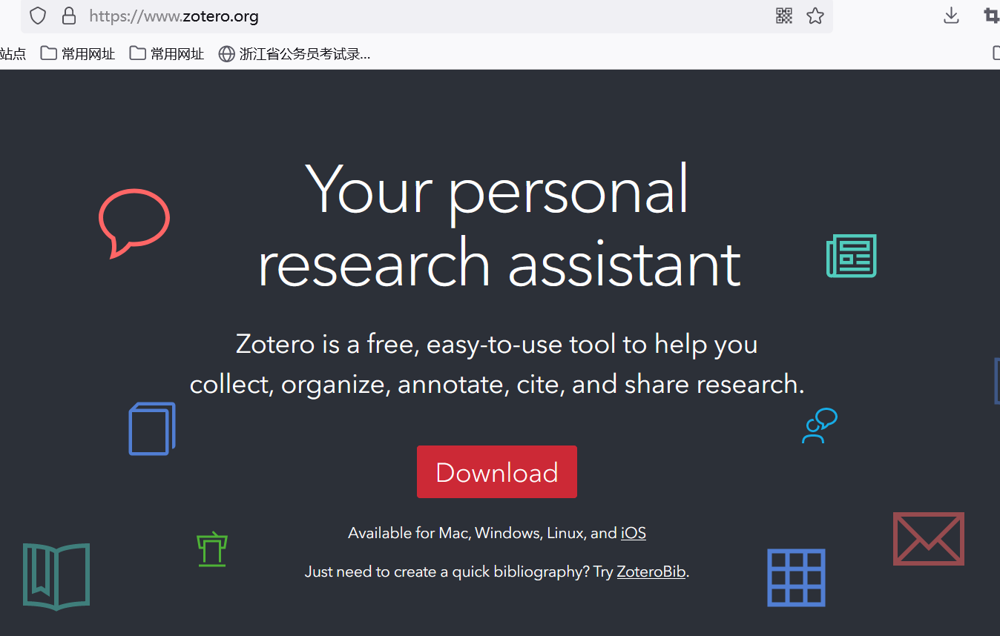 https://www.zotero.org
站点 常用网址 常用网址 浙江省公务员考试录...
Your personal
research assistant
Zotero is a free, easy-to-use tool to help you
collect, organize, annotate, cite, and share research.
Download
Available for Mac, Windows, Linux, and iOS
Just need to create a quick bibliography? Try ZoteroBib.